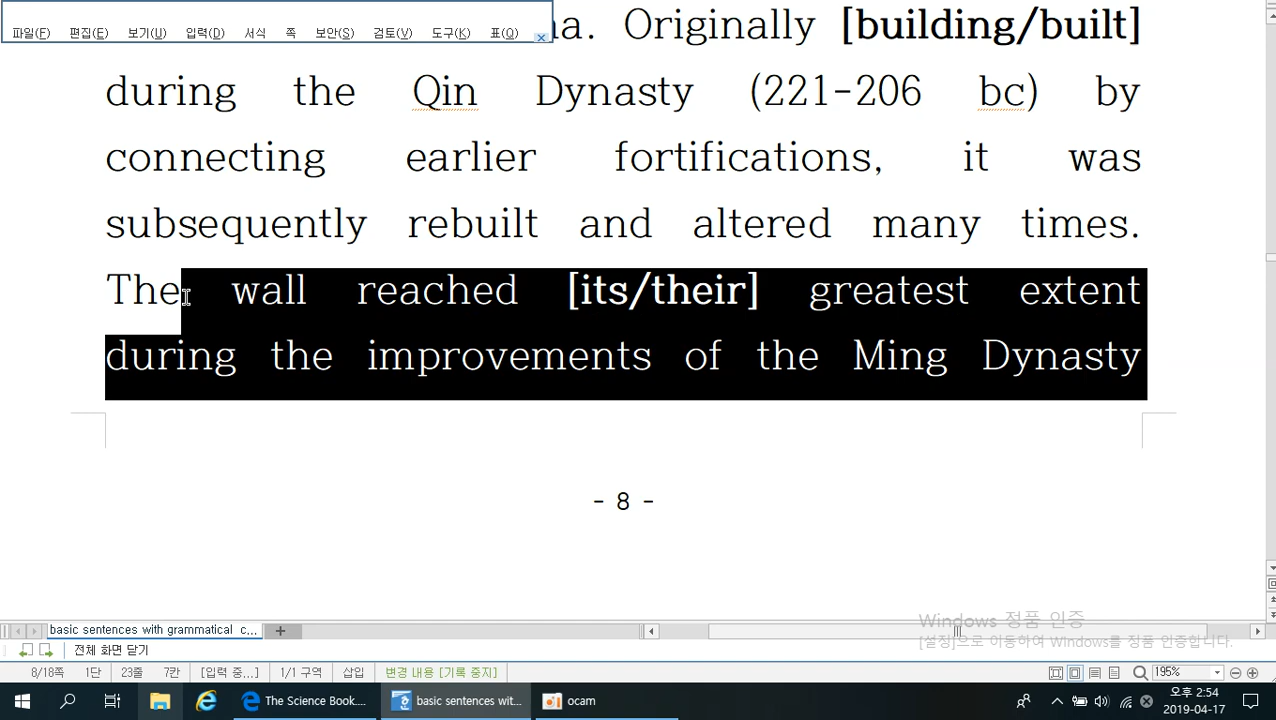 파일(F) 편집(E) 보기(U) 입력(D) 서식 쪽 보안(S) 검토(V) 도구(K) 표(Q)
na. Originally [building/built]
during the Qin Dynasty (221-206 bc) by
connecting earlier fortifications, it was
subsequently rebuilt and altered many times.
The wall reached [its/their] greatest extent
during the improvements of the Ming Dynasty
- 8 -
Windows 정품 인증
[설정]으로 이동하여 Windows를 정품 인증합니다.
basic sentences with grammatical c...
전체 화면 닫기
8/18쪽 1단 23줄 7칸 [입력 중...] 1/1 구역 삽입 변경 내용 [기록 중지] 195%
The Science Book.... basic sentences wit... ocam 오후 2:54
2019-04-17